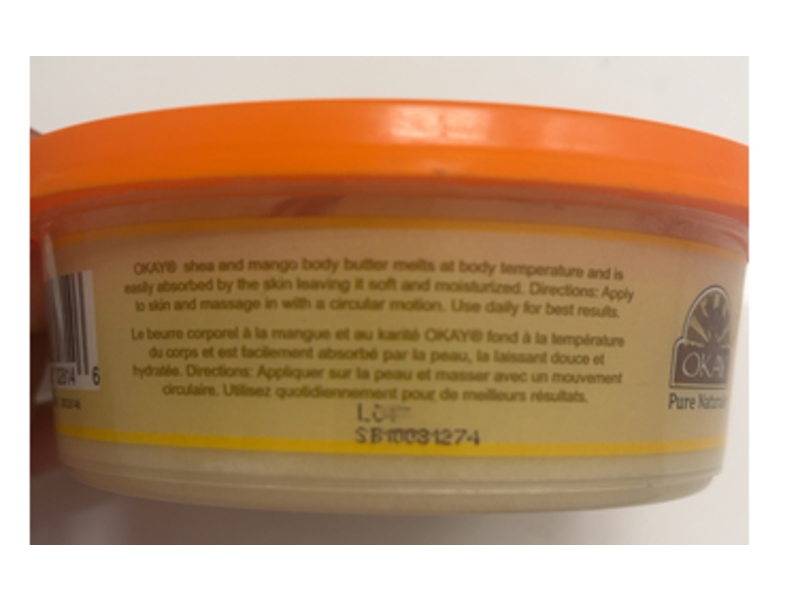 OKAY® shea and mango body butter melts at body temperature and is
easily absorbed by the skin leaving it soft and moisturized. Directions: Apply
to skin and massage in with a circular motion. Use daily for best results.
Le beurre corporel à la mangue et au karité OKAY® fond à la température
du corps et est facilement absorbé par la peau, la laissant douce et
hydratée. Directions: Appliquer sur la peau et masser avec un mouvement
circulaire. Utilisez quotidiennement pour de meilleurs résultats.
LOT
SB10031274
6
OKAY
Pure Natural